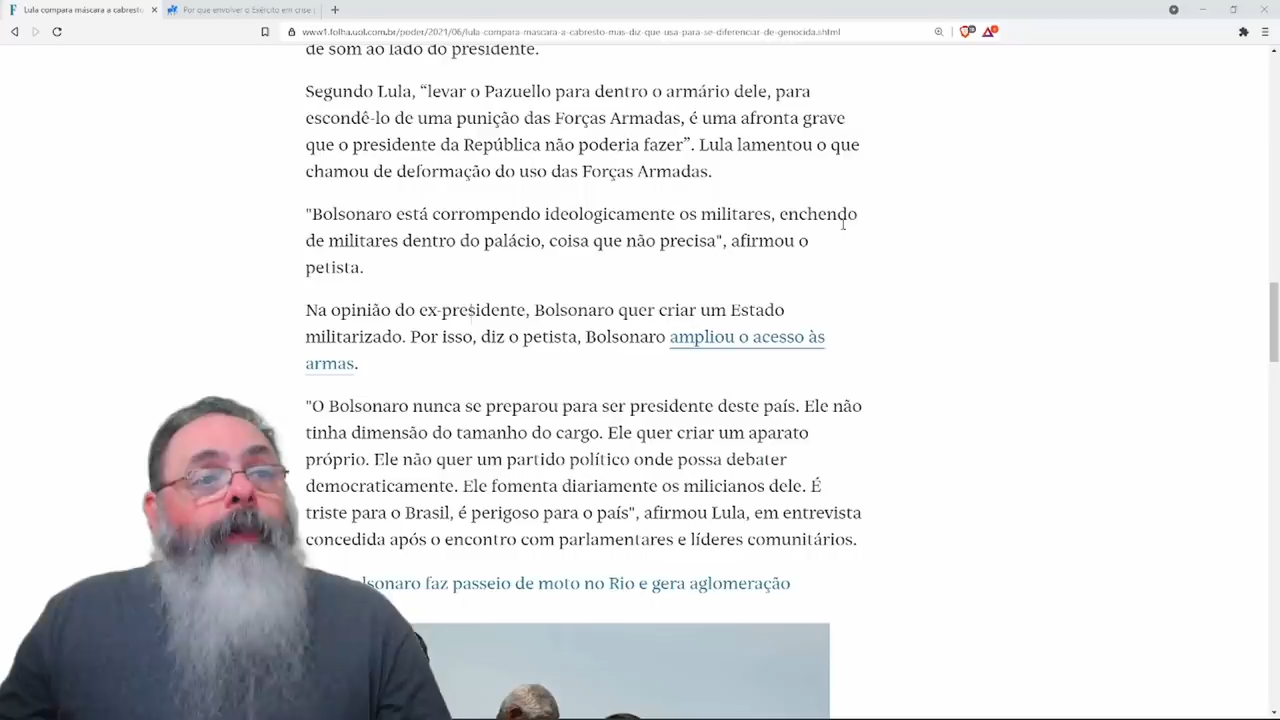 Lula compara máscara a cabresto
Por que envolver o Exército em crise
www1.folha.uol.com.br/poder/2021/06/lula-compara-mascara-a-cabresto-mas-diz-que-usa-para-se-diferenciar-de-genocida.shtml
de som ao lado do presidente.
Segundo Lula, “levar o Pazuello para dentro o armário dele, para
escondê-lo de uma punição das Forças Armadas, é uma afronta grave
que o presidente da República não poderia fazer”. Lula lamentou o que
chamou de deformação do uso das Forças Armadas.
"Bolsonaro está corrompendo ideologicamente os militares, enchendo
de militares dentro do palácio, coisa que não precisa", afirmou o
petista.
Na opinião do ex-presidente, Bolsonaro quer criar um Estado
militarizado. Por isso, diz o petista, Bolsonaro ampliou o acesso às
armas.
"O Bolsonaro nunca se preparou para ser presidente deste país. Ele não
tinha dimensão do tamanho do cargo. Ele quer criar um aparato
próprio. Ele não quer um partido político onde possa debater
democraticamente. Ele fomenta diariamente os milicianos dele. É
triste para o Brasil, é perigoso para o país", afirmou Lula, em entrevista
concedida após o encontro com parlamentares e líderes comunitários.
olsonaro faz passeio de moto no Rio e gera aglomeração